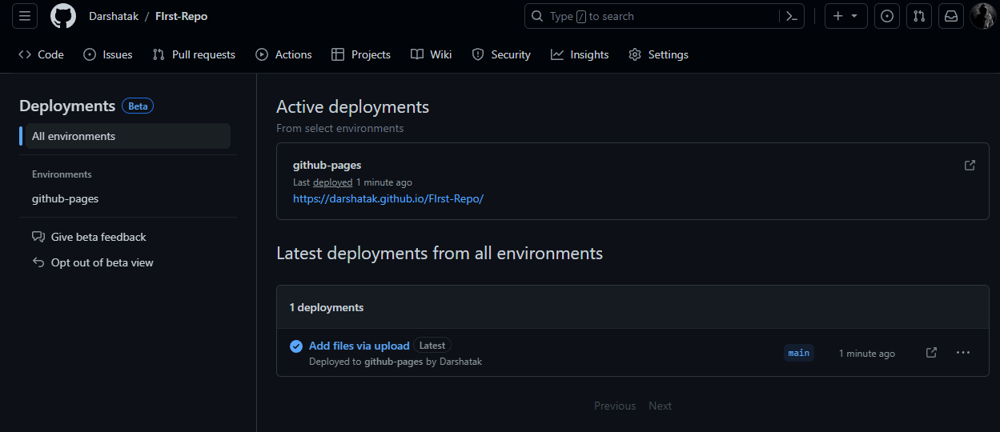 Darshatak / FIrst-Repo
Type / to search
Code Issues Pull requests Actions Projects Wiki Security Insights Settings
Deployments Beta
All environments
Environments
github-pages
Give beta feedback
Opt out of beta view
Active deployments
From select environments
github-pages
Last deployed 1 minute ago
https://darshatak.github.io/FIrst-Repo/
Latest deployments from all environments
1 deployments
Add files via upload Latest
Deployed to github-pages by Darshatak
main 1 minute ago
Previous Next